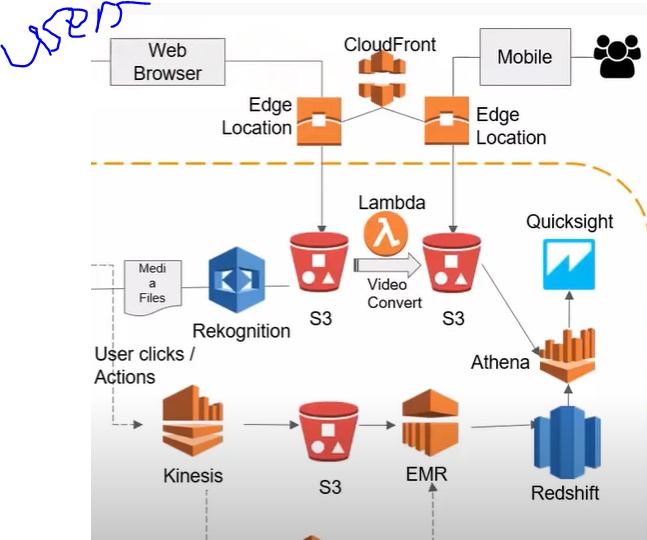 user
Web
Browser
CloudFront
Mobile
Edge
Location
Edge
Location
Lambda
Quicksight
Medi
a
Files
Rekognition
S3
Video
Convert
S3
User clicks /
Actions
Athena
Kinesis
S3
EMR
Redshift